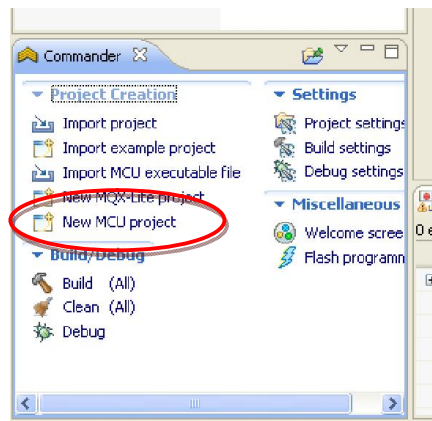 Commander
Project Creation
Import project
Import example project
Import MCU executable file
New MQX-Lite project
New MCU project
Build/Debug
Build (All)
Clean (All)
Debug
Settings
Project settings
Build settings
Debug settings
Miscellaneous
Welcome scree
Flash programm
0 e